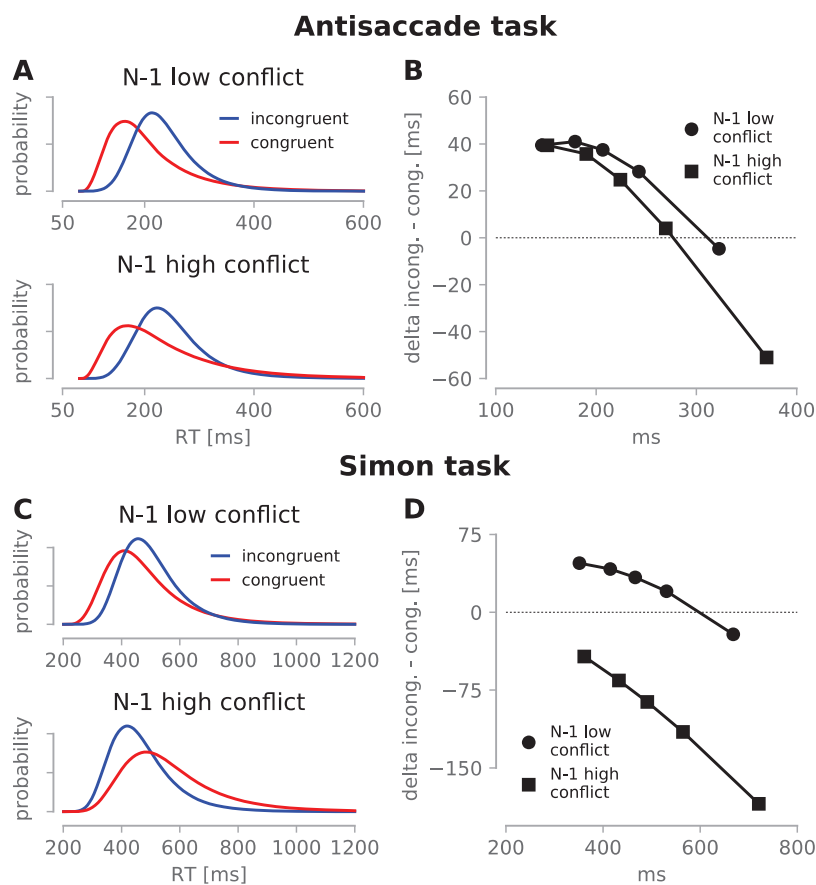 Antisaccade task
A
N-1 low conflict
probability
incongruent
congruent
50
200
400
600
N-1 high conflict
probability
50
200
400
600
RT [ms]
B
delta incong. - cong. [ms]
60
40
20
0
−20
−40
−60
N-1 low
conflict
N-1 high
conflict
100
200
300
400
ms
Simon task
C
N-1 low conflict
probability
incongruent
congruent
200
400
600
800
1000
1200
N-1 high conflict
probability
200
400
600
800
1000
1200
RT [ms]
D
delta incong. - cong. [ms]
75
0
−75
−150
N-1 low
conflict
N-1 high
conflict
200
400
600
800
ms